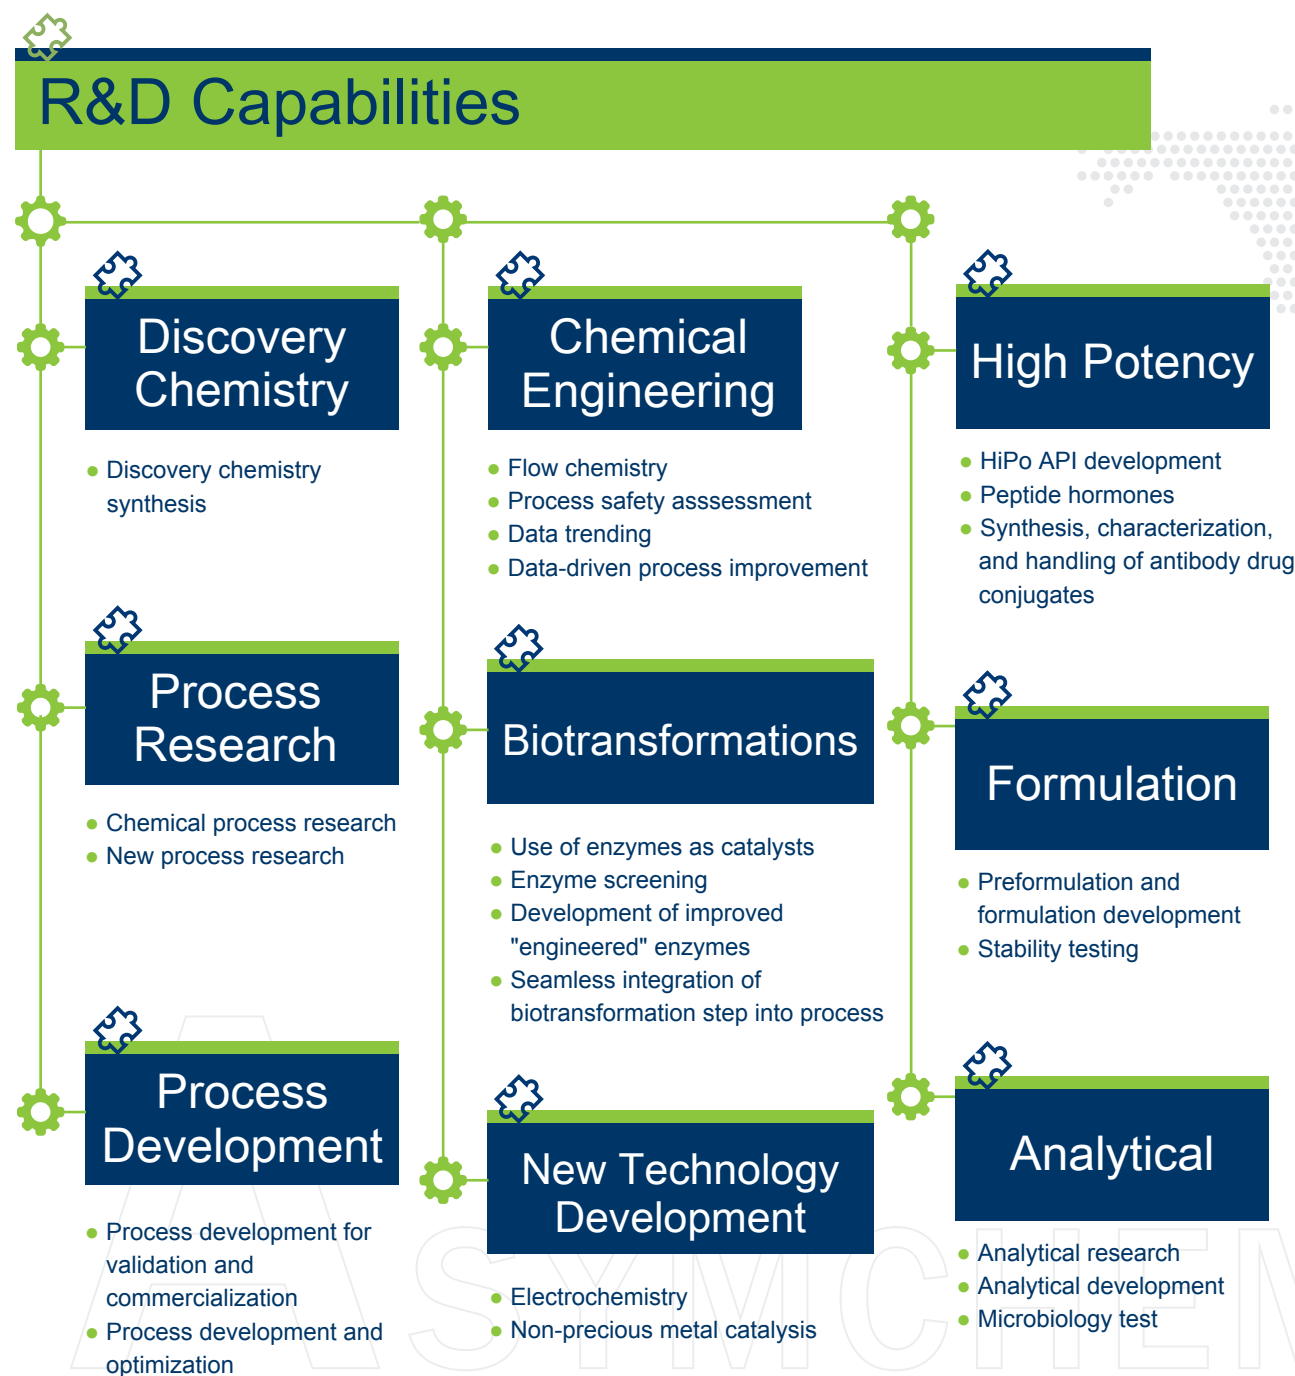 R&D Capabilities
Discovery
Chemistry
• Discovery chemistry
synthesis
Process
Research
• Chemical process research
• New process research
Process
Development
• Process development for
validation and
commercialization
• Process development and
optimization
Chemical
Engineering
• Flow chemistry
• Process safety asssessment
• Data trending
• Data-driven process improvement
Biotransformations
• Use of enzymes as catalysts
• Enzyme screening
• Development of improved
"engineered" enzymes
• Seamless integration of
biotransformation step into process
New Technology
Development
• Electrochemistry
• Non-precious metal catalysis
High Potency
• HiPo API development
• Peptide hormones
• Synthesis, characterization,
and handling of antibody drug
conjugates
Formulation
• Preformulation and
formulation development
• Stability testing
Analytical
• Analytical research
• Analytical development
• Microbiology test
ASYMCHEM